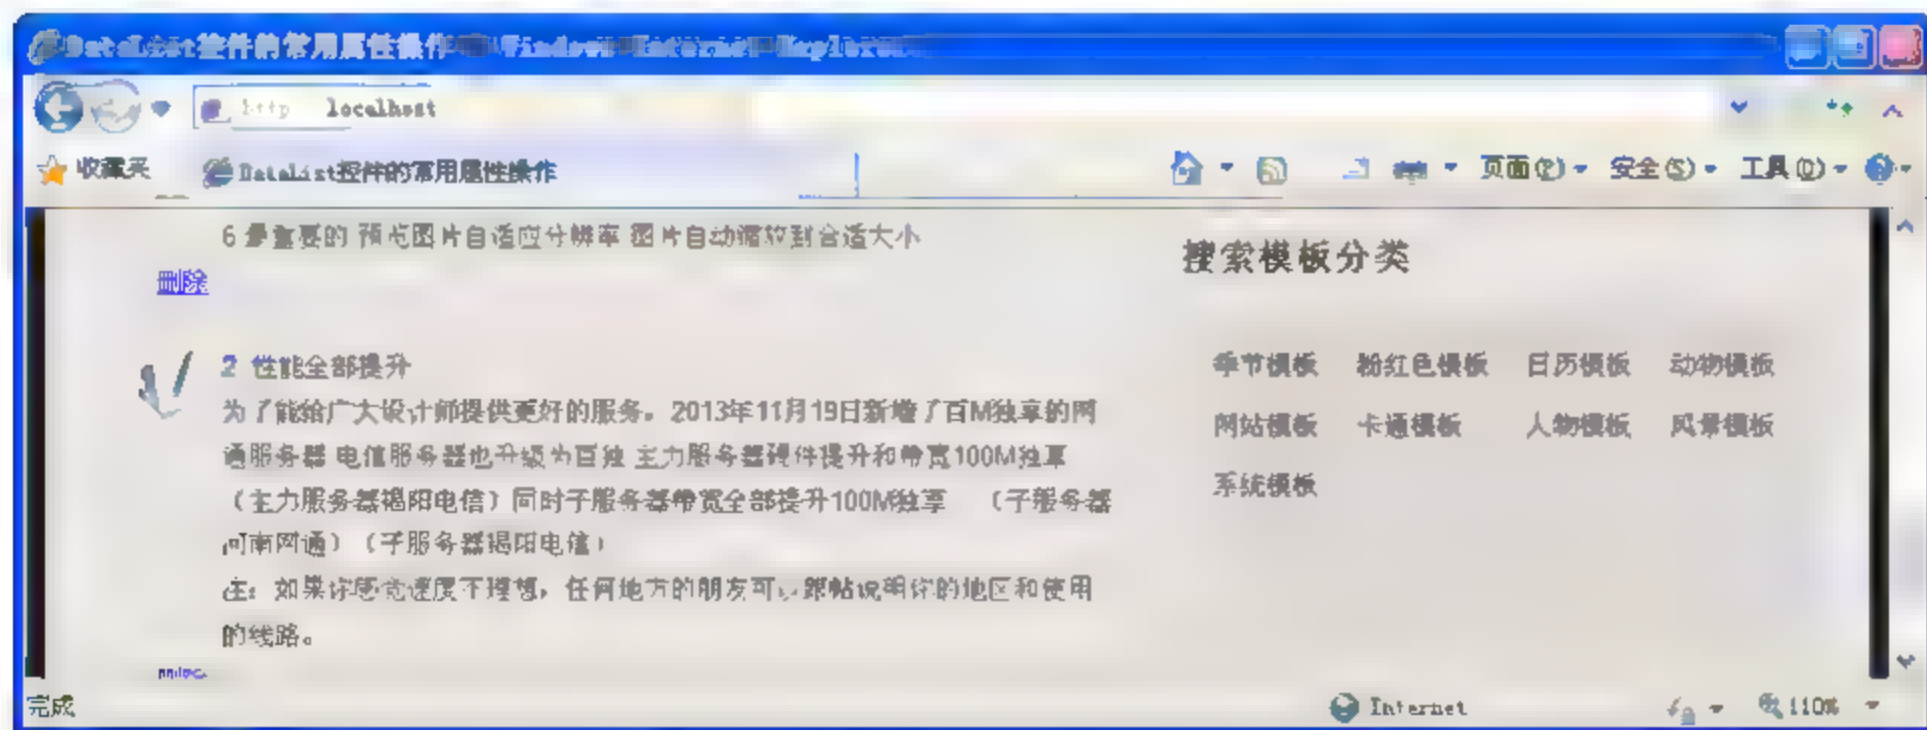 DataList控件的常用属性操作 - Windows Internet Explorer
http localhost
收藏夹 DataList控件的常用属性操作 页面(P) 安全(S) 工具(O)
6 最重要的 预览图片自适应分辨率 图片自动缩放到合适大小
删除
搜索模板分类
2 性能全部提升
为了能给广大设计师提供更好的服务。2013年11月19日新增了百M独享的网
通服务器 电信服务器也升级为百独 主力服务器硬件提升和带宽100M独享
（主力服务器揭阳电信）同时子服务器带宽全部提升100M独享 （子服务器
河南网通）（子服务器揭阳电信）
注：如果你感觉速度不理想，任何地方的朋友可以跟帖说明你的地区和使用
的线路。
季节模板 粉红色模板 日历模板 动物模板
网站模板 卡通模板 人物模板 风景模板
系统模板
完成 Internet 110%